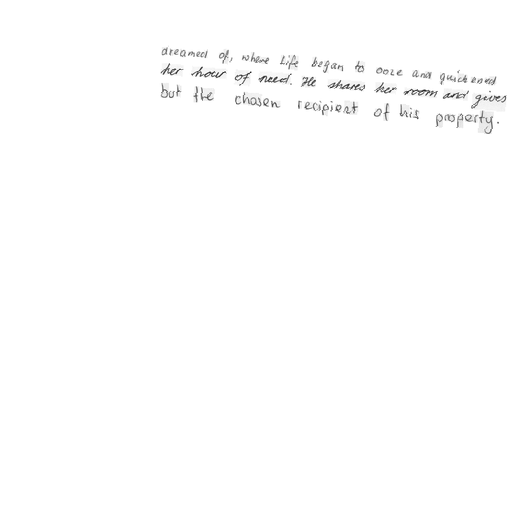 dreamed of, where Life began to ooze and quickened
her hour of need. He shares her room and gives
but the chosen recipient of his property.